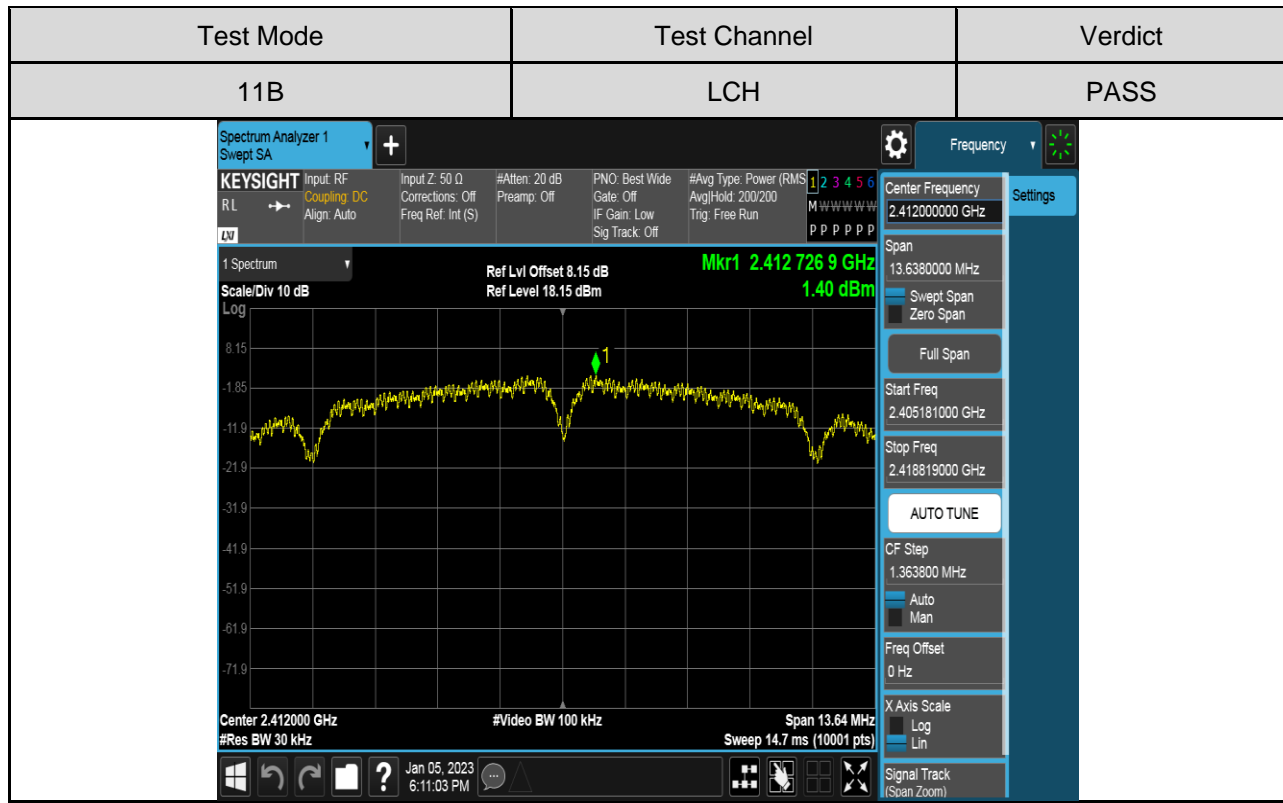 Test Mode
Test Channel
Verdict
11B
LCH
PASS
Spectrum Analyzer 1
Swept SA
+
Frequency
KEYSIGHT
RL
LXI
Input: RF
Coupling: DC
Align: Auto
Input Z: 50 Ω
Corrections: Off
Freq Ref: Int (S)
#Atten: 20 dB
Preamp: Off
PNO: Best Wide
Gate: Off
IF Gain: Low
Sig Track: Off
#Avg Type: Power (RMS
Avg|Hold: 200/200
Trig: Free Run
1 2 3 4 5 6
M W W W W W
P P P P P P
1 Spectrum
Scale/Div 10 dB
Ref Lvl Offset 8.15 dB
Ref Level 18.15 dBm
Mkr1 2.412 726 9 GHz
1.40 dBm
Log
8.15
-1.85
-11.9
-21.9
-31.9
-41.9
-51.9
-61.9
-71.9
1
Center 2.412000 GHz
#Res BW 30 kHz
#Video BW 100 kHz
Span 13.64 MHz
Sweep 14.7 ms (10001 pts)
?
Jan 05, 2023
6:11:03 PM
Center Frequency
2.412000000 GHz
Settings
Span
13.6380000 MHz
Swept Span
Zero Span
Full Span
Start Freq
2.405181000 GHz
Stop Freq
2.418819000 GHz
AUTO TUNE
CF Step
1.363800 MHz
Auto
Man
Freq Offset
0 Hz
X Axis Scale
Log
Lin
Signal Track
(Span Zoom)